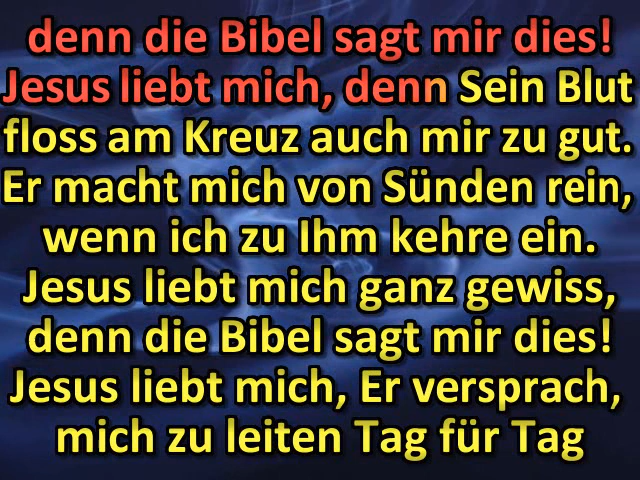 denn die Bibel sagt mir dies!
Jesus liebt mich, denn Sein Blut
floss am Kreuz auch mir zu gut.
Er macht mich von Sünden rein,
wenn ich zu Ihm kehre ein.
Jesus liebt mich ganz gewiss,
denn die Bibel sagt mir dies!
Jesus liebt mich, Er versprach,
mich zu leiten Tag für Tag